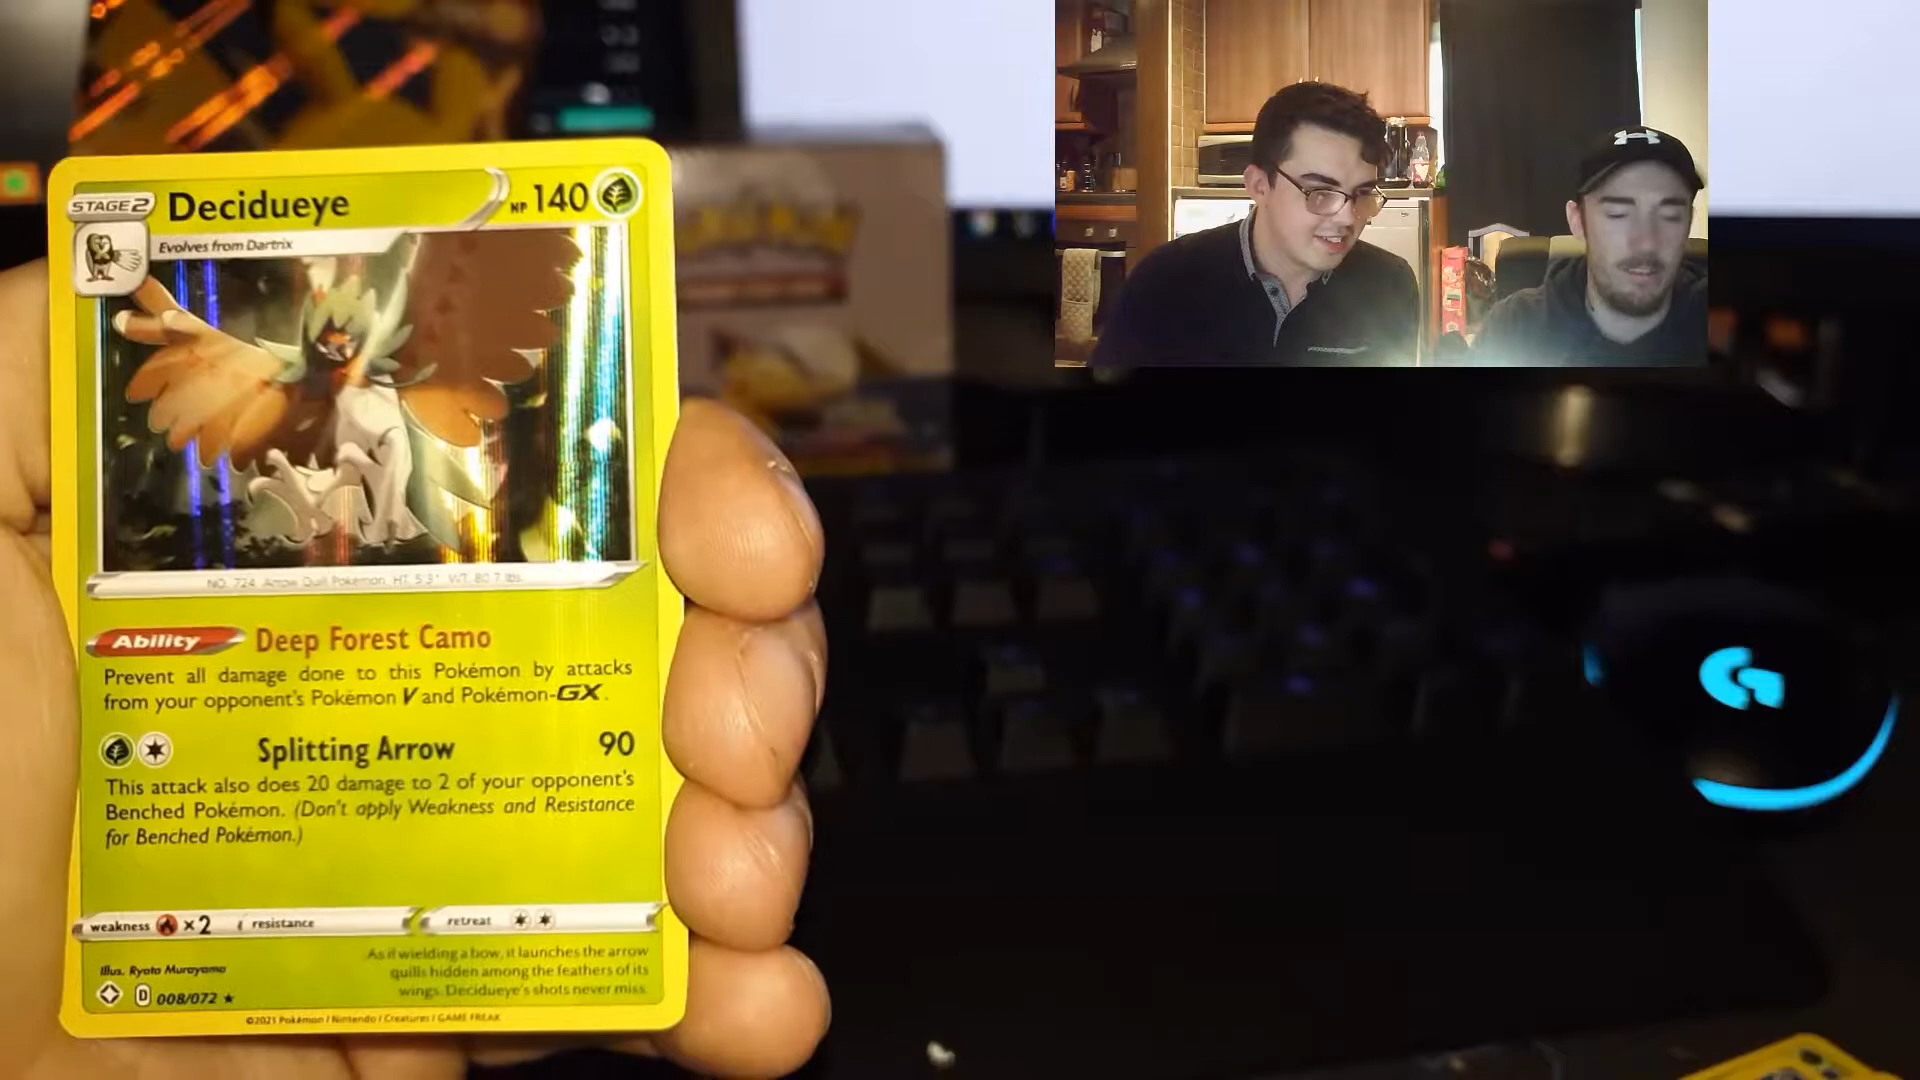 STAGE 2
Decidueye
HP 140
Evolves from Dartrix
NO. 724 Arrow Quill Pokémon HT. 5'3" WT. 80.7 lbs.
Ability Deep Forest Camo
Prevent all damage done to this Pokémon by attacks
from your opponent's Pokémon V and Pokémon-GX.
Splitting Arrow 90
This attack also does 20 damage to 2 of your opponent's
Benched Pokémon. (Don't apply Weakness and Resistance
for Benched Pokémon.)
weakness ×2 resistance retreat
As if wielding a bow, it launches the arrow
quills hidden among the feathers of its
wings. Decidueye's shots never miss.
Illus. Ryota Murayama
D 008/072 ★
©2021 Pokémon / Nintendo / Creatures / GAME FREAK